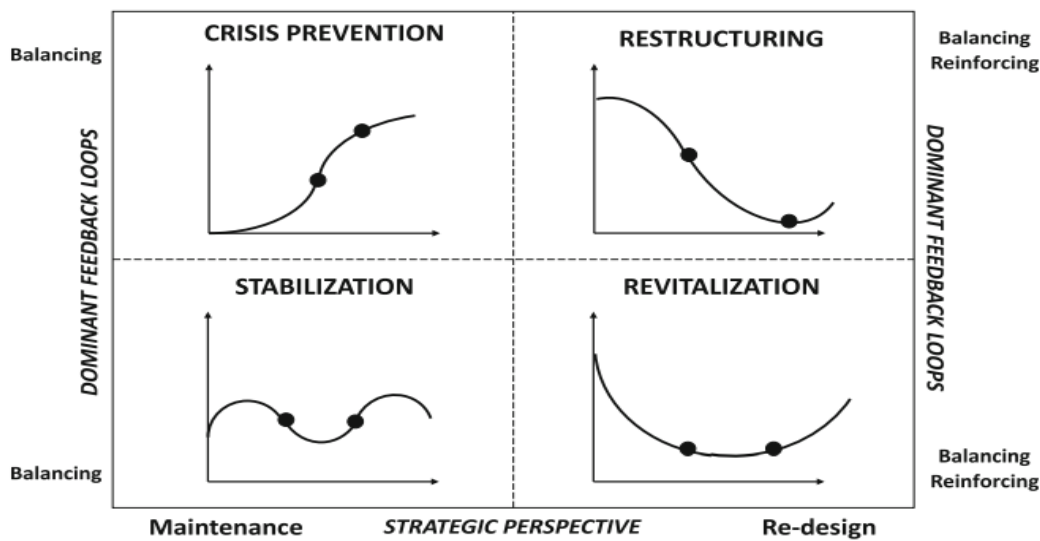 CRISIS PREVENTION
RESTRUCTURING
Balancing
Balancing
Reinforcing
DOMINANT FEEDBACK LOOPS
DOMINANT FEEDBACK LOOPS
STABILIZATION
REVITALIZATION
Balancing
Balancing
Reinforcing
Maintenance
STRATEGIC PERSPECTIVE
Re-design